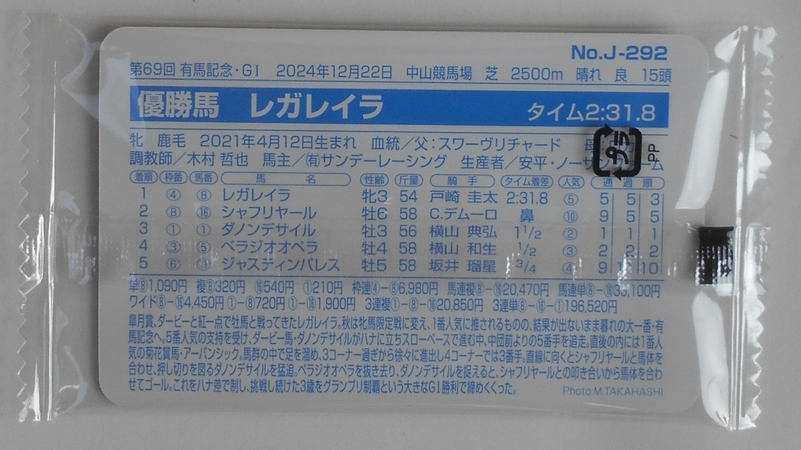 No.J-292
第69回 有馬記念・GI 2024年12月22日 中山競馬場 芝 2500m 晴れ 良 15頭
優勝馬 レガレイラ タイム2:31.8
牝 鹿毛 2021年4月12日生まれ 血統/父:スワーヴリチャード
プラ PP
調教師/木村 哲也 馬主/㈲サンデーレーシング 生産者/安平・ノーザン ーム
着順 枠番 馬番 馬名 性齢 斤量 騎手 タイム着差 人気 通過順
1 ④ ⑧ レガレイラ 牝3 54 戸崎 圭太 2:31.8 ⑤ 5 5 3
2 ⑧ ⑯ シャフリヤール 牡6 58 C.デムーロ 鼻 ⑩ 9 5 5
3 ① ① ダノンデサイル 牡3 56 横山 典弘 1 1/2 ② 1 1 1
4 ③ ⑤ ベラジオオペラ 牡4 58 横山 和生 1/2 2 2 2
5 ⑥ ジャスティンパレス 牡5 58 坂井 瑠星 3/4 ④ 9 10
単⑧1,090円 複⑧320円 ⑯540円 ①210円 枠連④-⑧6,980円 馬連複⑧-⑯20,470円 馬連単⑧-⑯33,100円
ワイド⑧-⑯4,450円 ①-⑧720円 ①-⑯1,900円 3連複①-⑧-⑯20,850円 3連単⑧-⑯-①196,520円
皐月賞、ダービーと紅一点で牡馬と戦ってきたレガレイラ。秋は牝馬限定戦に変え、1番人気に推されるものの、結果が出ないまま暮れの大一番・有
馬記念へ。5番人気の支持を受け、ダービー馬・ダノンデサイルがハナに立ちスローペースで進む中、中団前よりの5番手を追走。直後の内には1番人
気の菊花賞馬・アーバンシック。馬群の中で足を溜め、3コーナー過ぎから徐々に進出し4コーナーでは3番手。直線に向くとシャフリヤールと馬体を
合わせ、押し切りを図るダノンデサイルを猛追。ベラジオオペラを抜き去り、ダノンデサイルを捉えると、シャフリヤールとの叩き合いから馬体を合わ
せてゴール。これをハナ差で制し、挑戦し続けた3歳をグランプリ制覇という大きなGI勝利で締めくくった。
Photo:M.TAKAHASHI